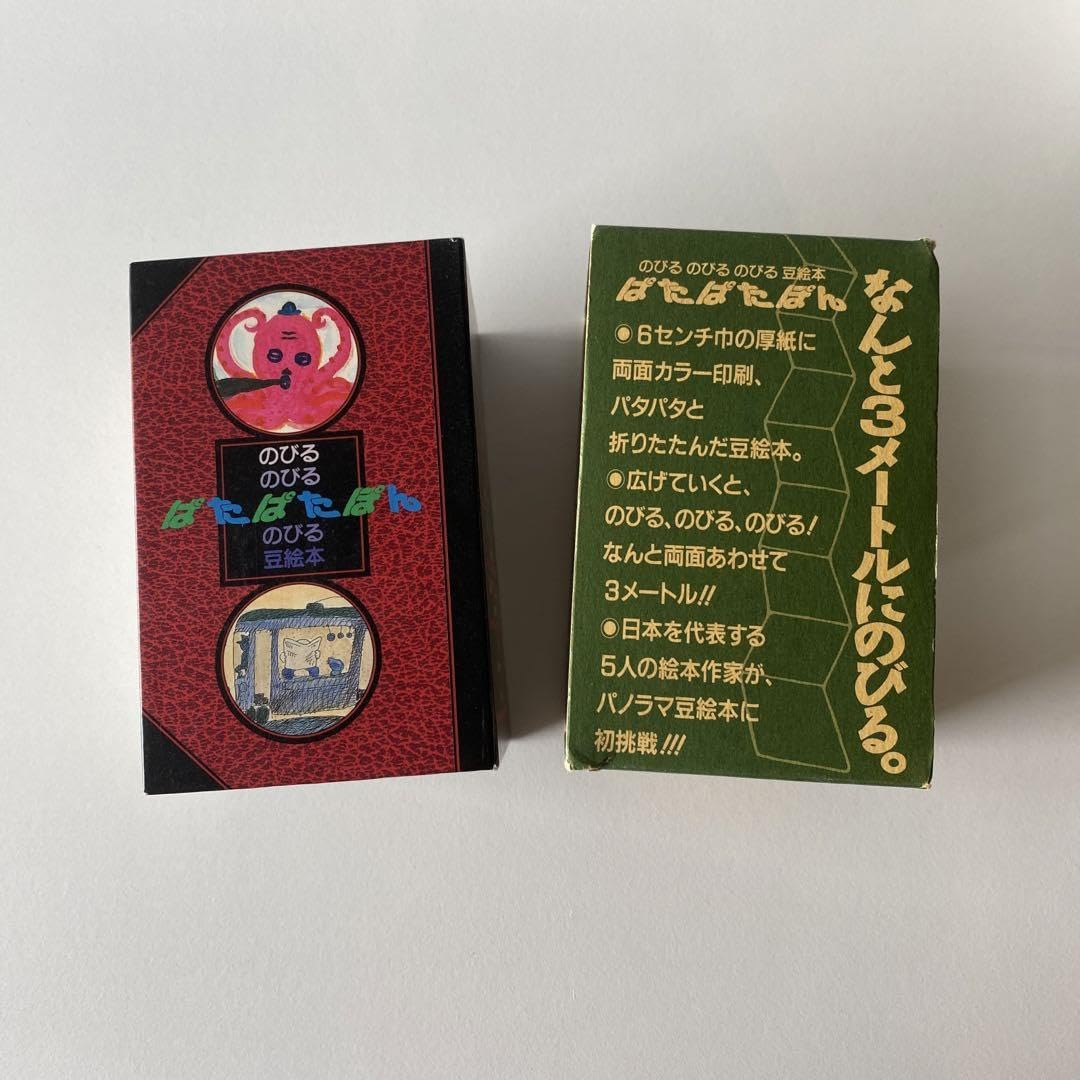 のびる
のびる
ぱたぱたぽん
のびる
豆絵本
のびる のびる のびる 豆絵本
ぱたぱたぽん
●6センチ巾の厚紙に
両面カラー印刷、
パタパタと
折りたたんだ豆絵本。
●広げていくと、
のびる、のびる、のびる!
なんと両面あわせて
3メートル!!
●日本を代表する
5人の絵本作家が、
パノラマ豆絵本に
初挑戦!!!
なんと3メートルにのびる。